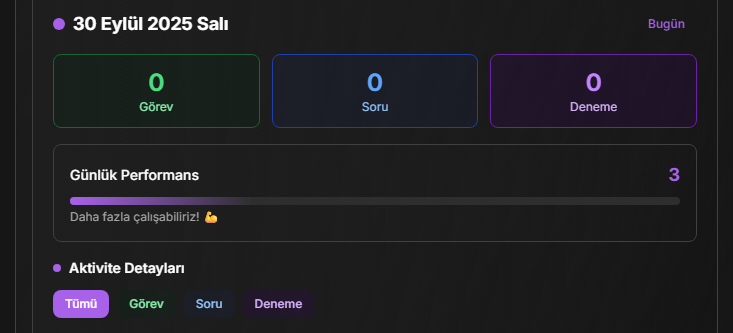 30 Eylül 2025 Salı
Bugün
0
Görev
0
Soru
0
Deneme
Günlük Performans
3
Daha fazla çalışabiliriz! 💪
Aktivite Detayları
Tümü
Görev
Soru
Deneme